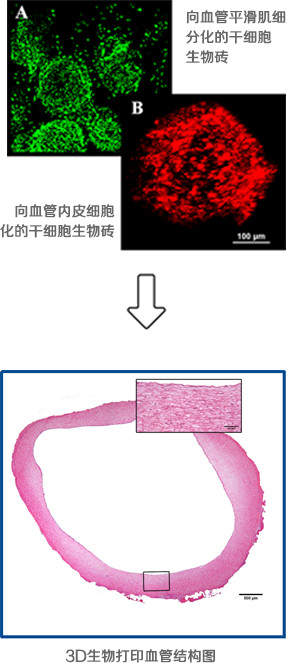 A
向血管平滑肌细
分化的干细胞
生物砖
B
向血管内皮细胞
化的干细胞生物砖
100 μm
3D生物打印血管结构图